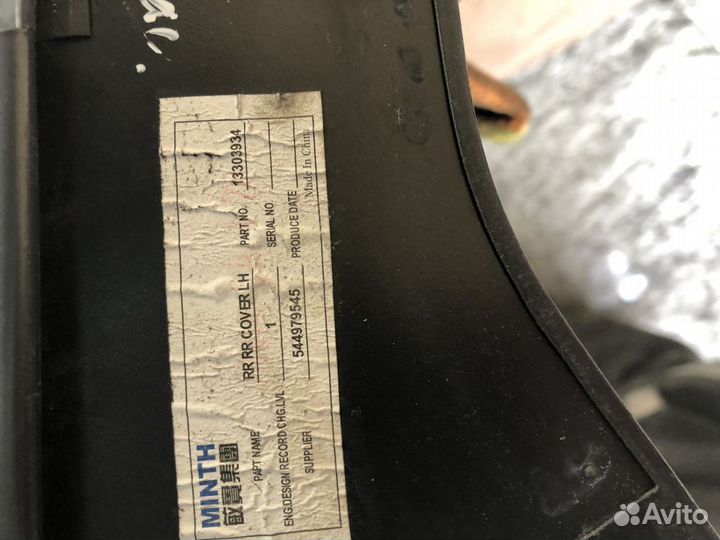 MINTH
敏實集團
PART NAME RR RR COVER LH PART NO. 13303934
ENG.DESIGN RECORD CHG.LVL 1 SERIAL NO.
SUPPLIER 544979545 PRODUCE DATE
Made In China
Avito